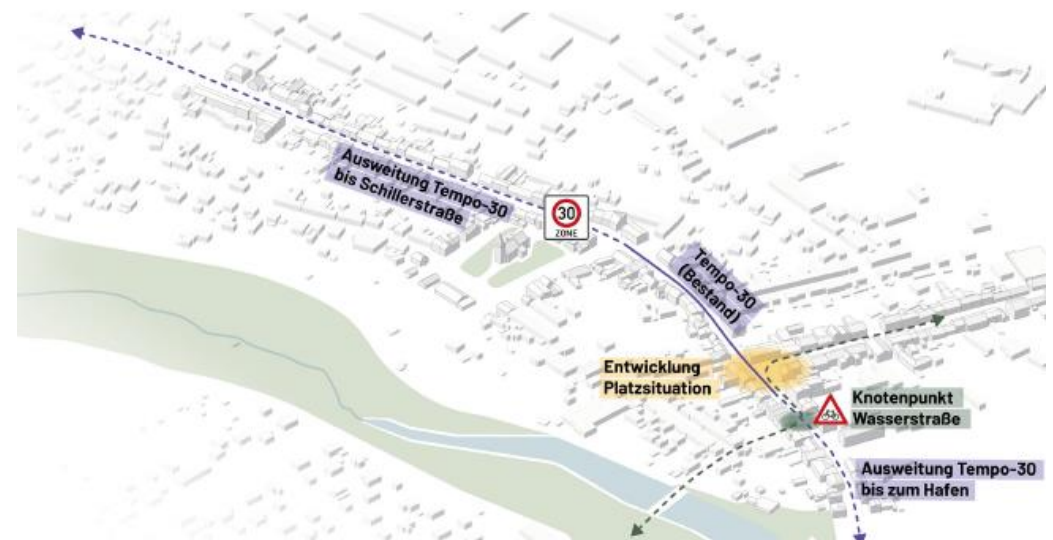 Ausweitung Tempo-30
bis Schillerstraße
30
ZONE
Tempo-30
(Bestand)
Entwicklung
Platzsituation
Knotenpunkt
Wasserstraße
Ausweitung Tempo-30
bis zum Hafen